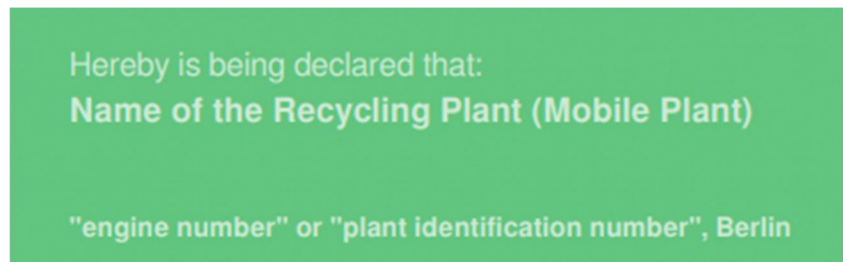 Hereby is being declared that:
Name of the Recycling Plant (Mobile Plant)
"engine number" or "plant identification number", Berlin